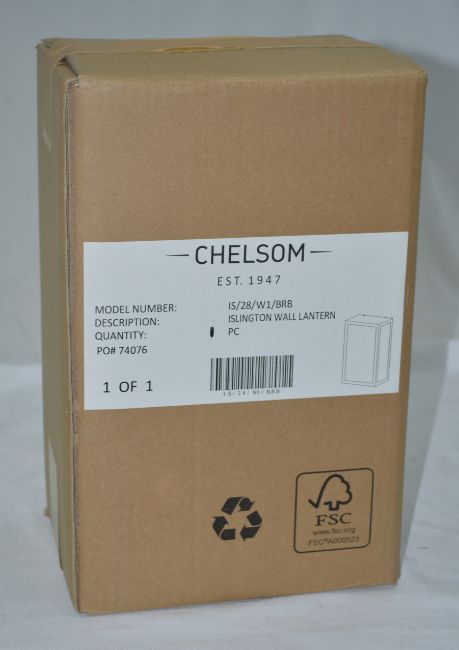 CHELSOM
EST. 1947
MODEL NUMBER: IS/28/W1/BRB
DESCRIPTION: ISLINGTON WALL LANTERN
QUANTITY: PC
PO# 74076
1 OF 1
IS/28/W1/BRB
FSC
www.fsc.org
FSC®A000523